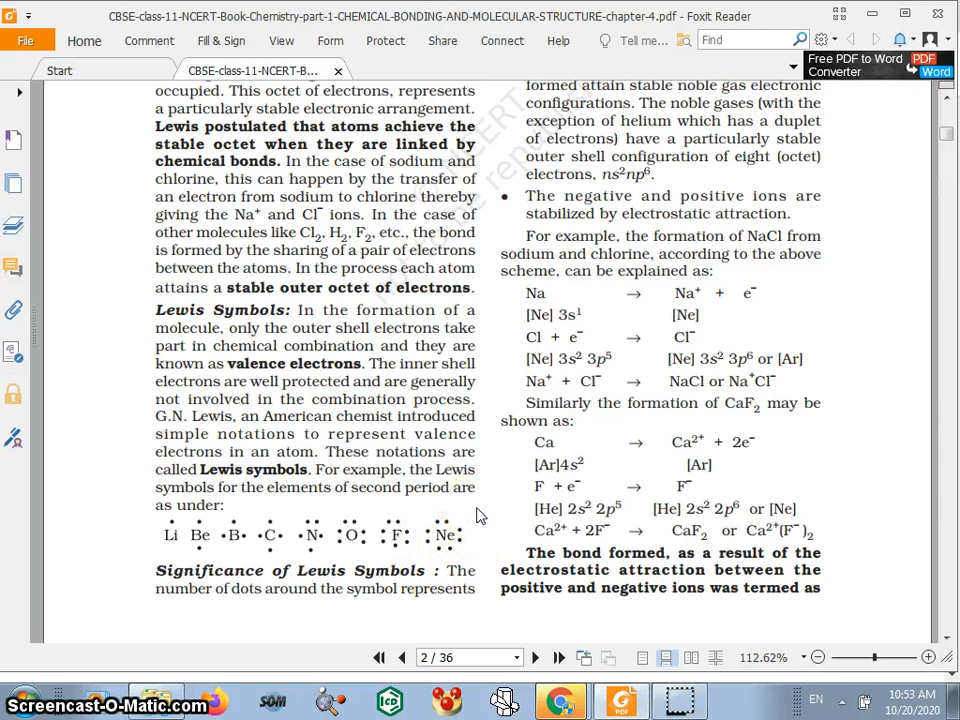 CBSE-class-11-NCERT-Book-Chemistry-part-1-CHEMICAL-BONDING-AND-MOLECULAR-STRUCTURE-chapter-4.pdf - Foxit Reader
File Home Comment Fill & Sign View Form Protect Share Connect Help Tell me... Find
Free PDF to Word Converter PDF Word
Start CBSE-class-11-NCERT-B...
occupied. This octet of electrons, represents
a particularly stable electronic arrangement.
Lewis postulated that atoms achieve the
stable octet when they are linked by
chemical bonds. In the case of sodium and
chlorine, this can happen by the transfer of
an electron from sodium to chlorine thereby
giving the Na⁺ and Cl⁻ ions. In the case of
other molecules like Cl₂, H₂, F₂, etc., the bond
is formed by the sharing of a pair of electrons
between the atoms. In the process each atom
attains a stable outer octet of electrons.
Lewis Symbols: In the formation of a
molecule, only the outer shell electrons take
part in chemical combination and they are
known as valence electrons. The inner shell
electrons are well protected and are generally
not involved in the combination process.
G.N. Lewis, an American chemist introduced
simple notations to represent valence
electrons in an atom. These notations are
called Lewis symbols. For example, the Lewis
symbols for the elements of second period are
as under:
Li Be B C N O F Ne
Significance of Lewis Symbols : The
number of dots around the symbol represents
formed attain stable noble gas electronic
configurations. The noble gases (with the
exception of helium which has a duplet
of electrons) have a particularly stable
outer shell configuration of eight (octet)
electrons, ns²np⁶.
• The negative and positive ions are
stabilized by electrostatic attraction.
For example, the formation of NaCl from
sodium and chlorine, according to the above
scheme, can be explained as:
Na → Na⁺ + e⁻
[Ne] 3s¹ [Ne]
Cl + e⁻ → Cl⁻
[Ne] 3s² 3p⁵ [Ne] 3s² 3p⁶ or [Ar]
Na⁺ + Cl⁻ → NaCl or Na⁺Cl⁻
Similarly the formation of CaF₂ may be
shown as:
Ca → Ca²⁺ + 2e⁻
[Ar]4s² [Ar]
F + e⁻ → F⁻
[He] 2s² 2p⁵ [He] 2s² 2p⁶ or [Ne]
Ca²⁺ + 2F⁻ → CaF₂ or Ca²⁺(F⁻)₂
The bond formed, as a result of the
electrostatic attraction between the
positive and negative ions was termed as
© NCERT
not to be republished
2 / 36 112.62%
Screencast-O-Matic.com SOM ICD PDF EN 10:53 AM
10/20/2020